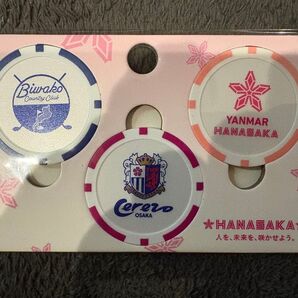 Biwako
Country Club
YANMAR
HANASAKA
Cerezo
OSAKA
★HANASAKA★
人を、未来を、咲かせよう。